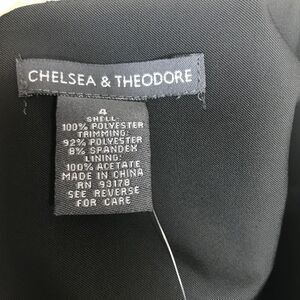 CHELSEA & THEODORE
4
SHELL:
100% POLYESTER
TRIMMING:
92% POLYESTER
8% SPANDEX
LINING:
100% ACETATE
MADE IN CHINA
RN 93178
SEE REVERSE
FOR CARE